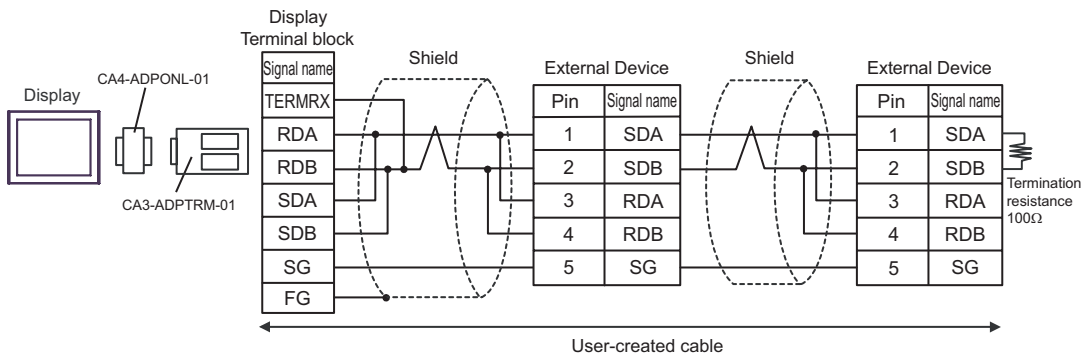 Display
Terminal block
Signal name
TERMRX
RDA
RDB
SDA
SDB
SG
FG
Display
CA4-ADPONL-01
CA3-ADPTRM-01
Shield
External Device
Pin Signal name
1 SDA
2 SDB
3 RDA
4 RDB
5 SG
Shield
External Device
Pin Signal name
1 SDA
2 SDB
3 RDA
4 RDB
5 SG
Termination
resistance
100Ω
User-created cable